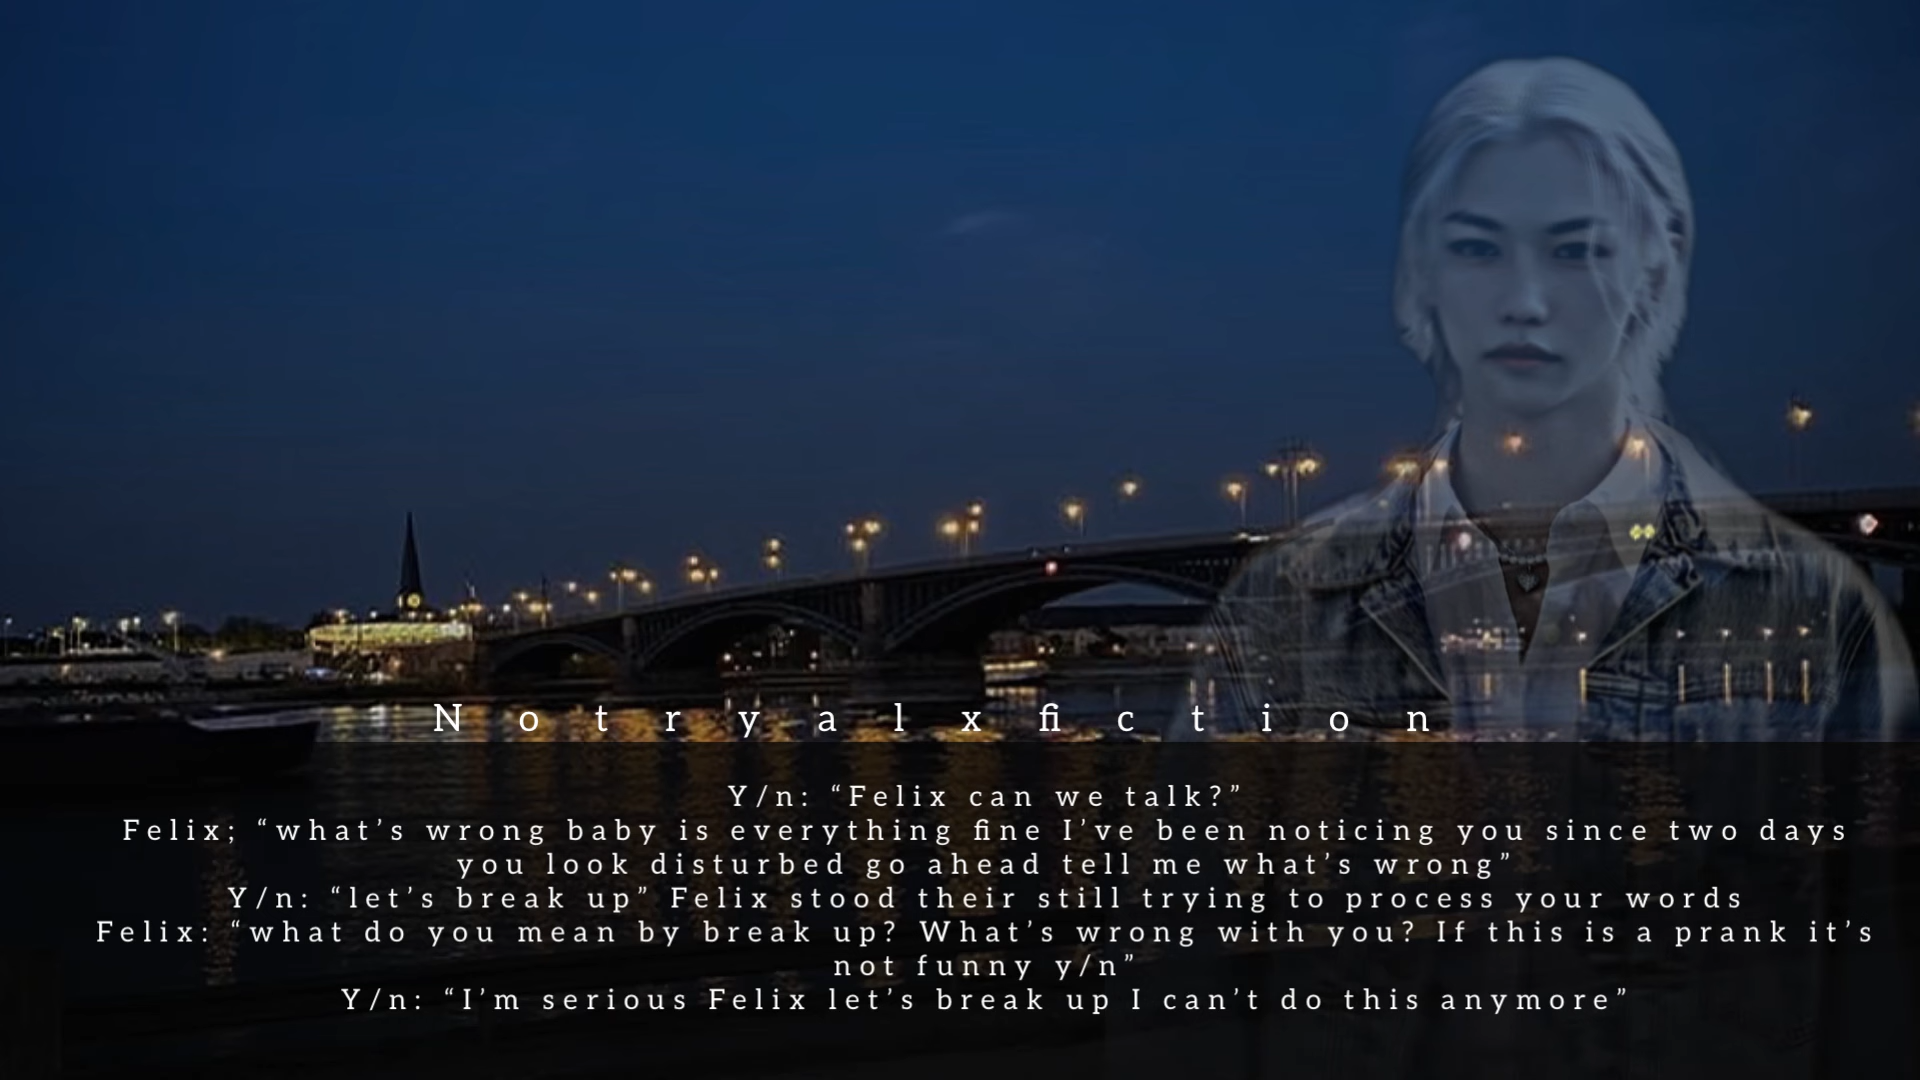 Notryalxfiction
Y/n: “Felix can we talk?”
Felix; “what’s wrong baby is everything fine I’ve been noticing you since two days
you look disturbed go ahead tell me what’s wrong”
Y/n: “let’s break up” Felix stood their still trying to process your words
Felix: “what do you mean by break up? What’s wrong with you? If this is a prank it’s
not funny y/n”
Y/n: “I’m serious Felix let’s break up I can’t do this anymore”